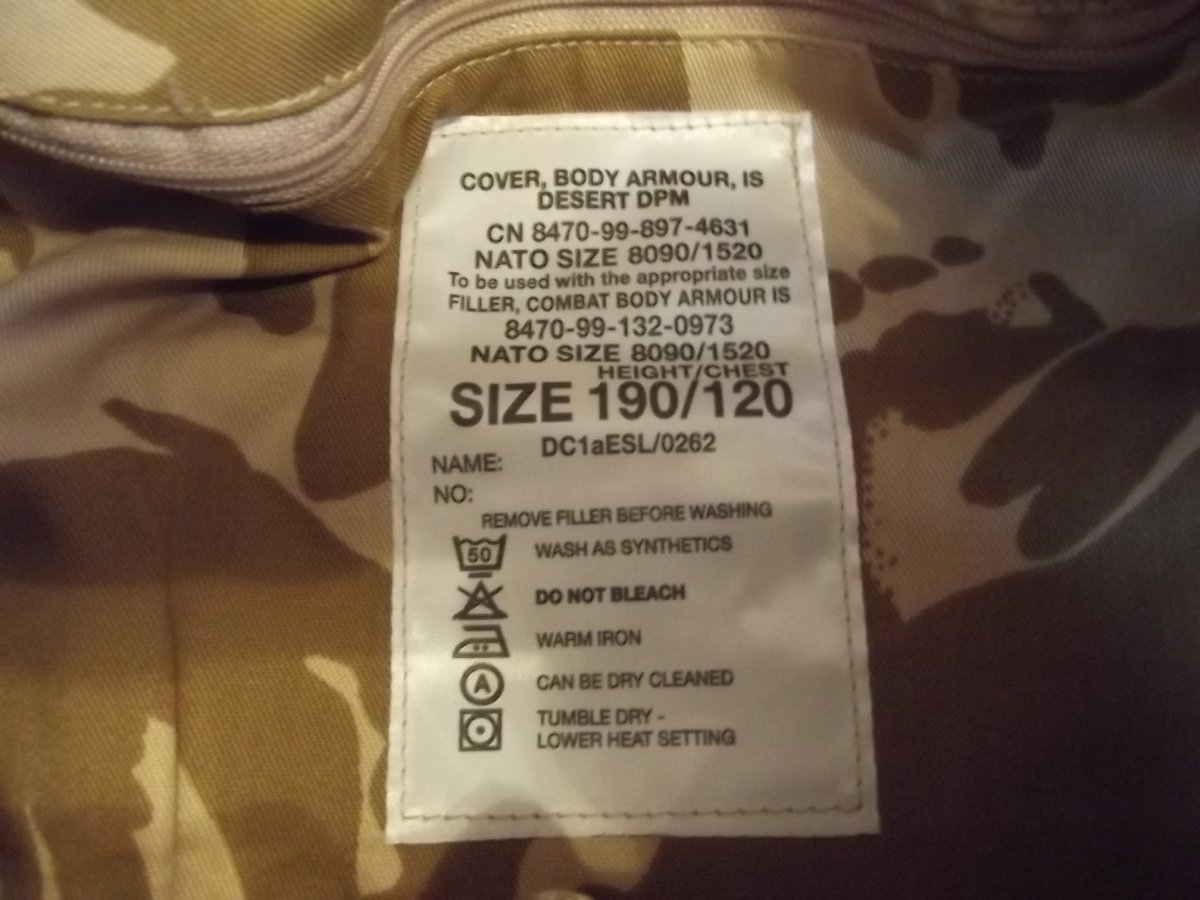 COVER, BODY ARMOUR, IS
DESERT DPM
CN 8470-99-897-4631
NATO SIZE 8090/1520
To be used with the appropriate size
FILLER, COMBAT BODY ARMOUR IS
8470-99-132-0973
NATO SIZE 8090/1520
HEIGHT/CHEST
SIZE 190/120
DC1aESL/0262
NAME:
NO:
REMOVE FILLER BEFORE WASHING
50 WASH AS SYNTHETICS
DO NOT BLEACH
WARM IRON
A CAN BE DRY CLEANED
TUMBLE DRY -
LOWER HEAT SETTING